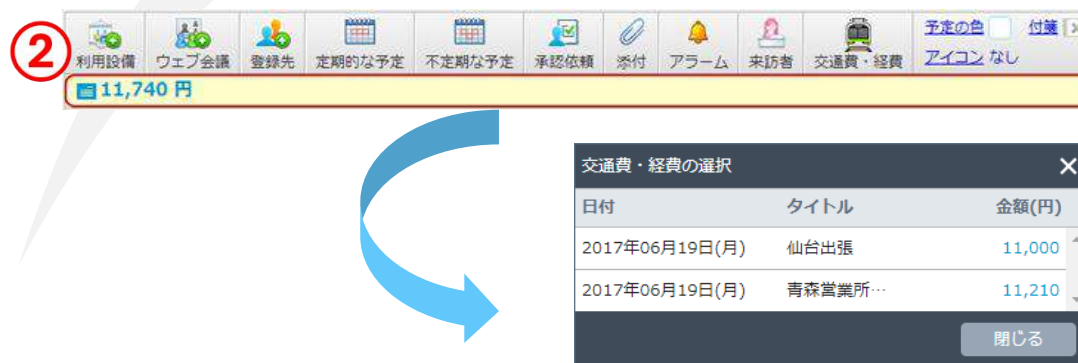 ②
利用設備 ウェブ会議 登録先 定期的な予定 不定期な予定 承認依頼 添付 アラーム 来訪者 交通費・経費
予定の色 付箋
アイコン なし
11,740 円
交通費・経費の選択
日付 タイトル 金額(円)
2017年06月19日(月) 仙台出張 11,000
2017年06月19日(月) 青森営業所… 11,210
閉じる